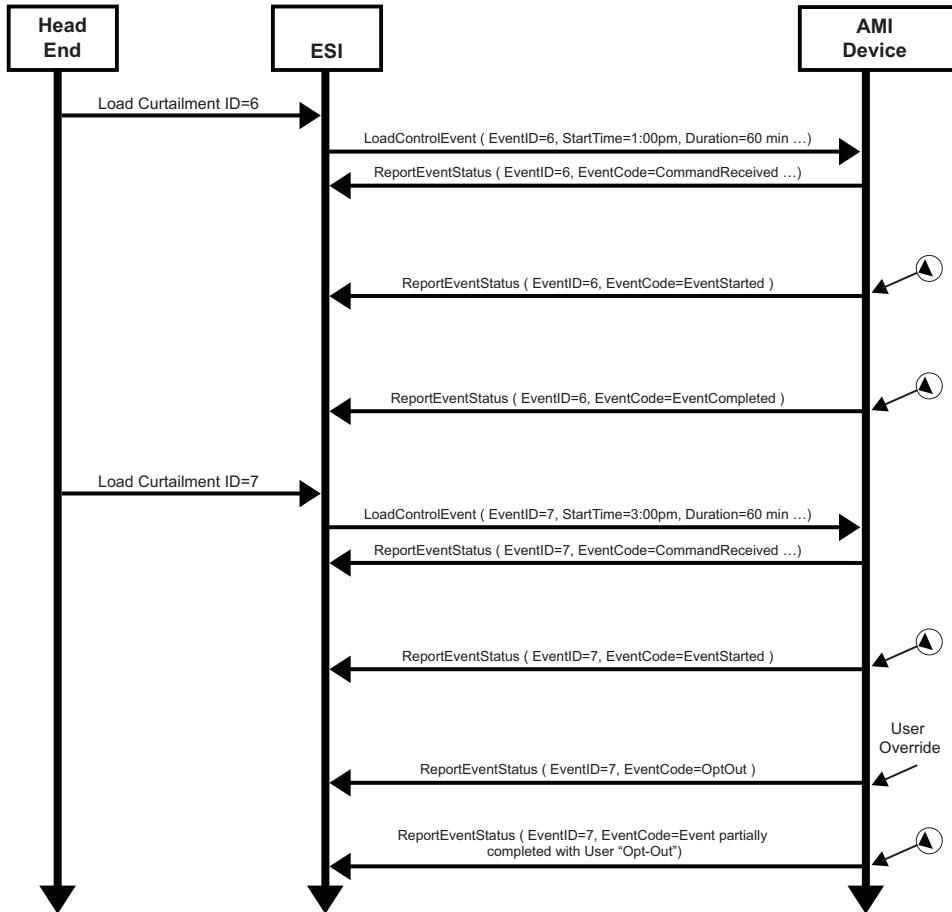 Head
End
ESI
AMI
Device
Load Curtailment ID=6
LoadControlEvent ( EventID=6, StartTime=1:00pm, Duration=60 min …)
ReportEventStatus ( EventID=6, EventCode=CommandReceived …)
ReportEventStatus ( EventID=6, EventCode=EventStarted )
ReportEventStatus ( EventID=6, EventCode=EventCompleted )
Load Curtailment ID=7
LoadControlEvent ( EventID=7, StartTime=3:00pm, Duration=60 min …)
ReportEventStatus ( EventID=7, EventCode=CommandReceived …)
ReportEventStatus ( EventID=7, EventCode=EventStarted )
User
Override
ReportEventStatus ( EventID=7, EventCode=OptOut )
ReportEventStatus ( EventID=7, EventCode=Event partially
completed with User “Opt-Out”)